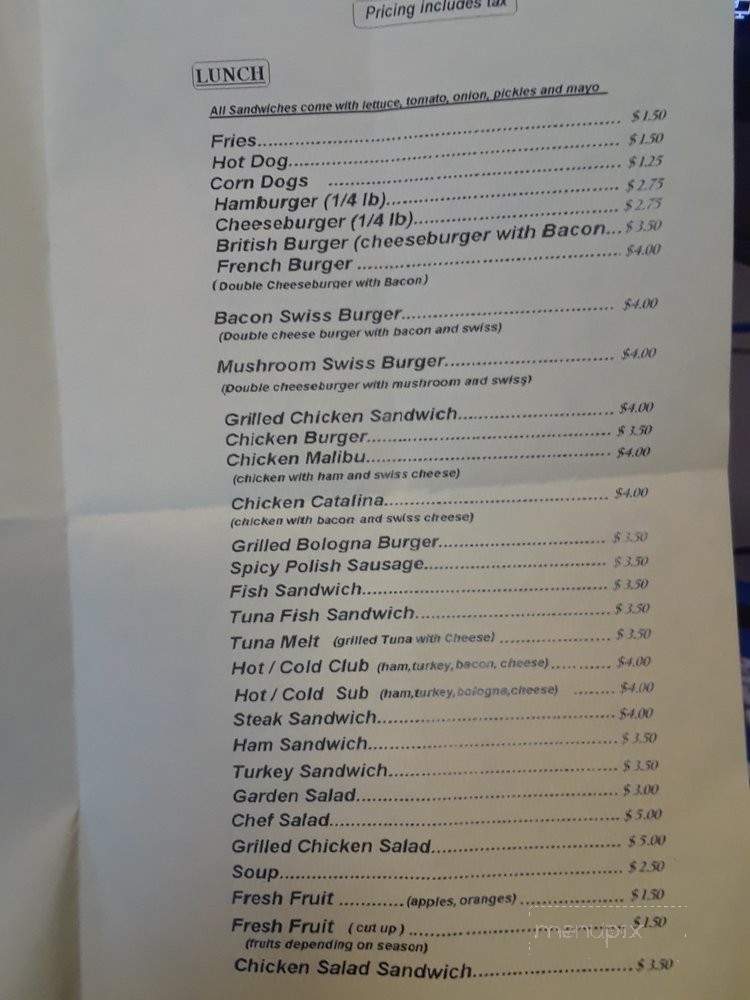 Pricing includes tax
LUNCH
All Sandwiches come with lettuce, tomato, onion, pickles and mayo
Fries.......................................................... $1.50
Hot Dog...................................................... $1.50
Corn Dogs .................................................. $1.25
Hamburger (1/4 lb)........................................ $2.75
Cheeseburger (1/4 lb)................................... $2.75
British Burger (cheeseburger with Bacon...$3.50
French Burger ............................................. $4.00
(Double Cheeseburger with Bacon)
Bacon Swiss Burger.................................... $4.00
(Double cheese burger with bacon and swiss)
Mushroom Swiss Burger............................. $4.00
(Double cheeseburger with mushroom and swiss)
Grilled Chicken Sandwich........................... $4.00
Chicken Burger.......................................... $3.50
Chicken Malibu.......................................... $4.00
(chicken with ham and swiss cheese)
Chicken Catalina....................................... $4.00
(chicken with bacon and swiss cheese)
Grilled Bologna Burger............................... $3.50
Spicy Polish Sausage................................. $3.50
Fish Sandwich........................................... $3.50
Tuna Fish Sandwich................................... $3.50
Tuna Melt (grilled Tuna with Cheese) .................... $3.50
Hot / Cold Club (ham,turkey,bacon, cheese)........... $4.00
Hot / Cold Sub (ham,turkey,bologna,cheese) ........ $4.00
Steak Sandwich.......................................... $4.00
Ham Sandwich........................................... $3.50
Turkey Sandwich........................................ $3.50
Garden Salad............................................. $3.00
Chef Salad................................................. $5.00
Grilled Chicken Salad................................. $5.00
Soup.......................................................... $2.50
Fresh Fruit ............(apples, oranges) .................. $1.50
Fresh Fruit ( cut up ) .................................... $1.50
(fruits depending on season)
menupix
Chicken Salad Sandwich............................ $3.50